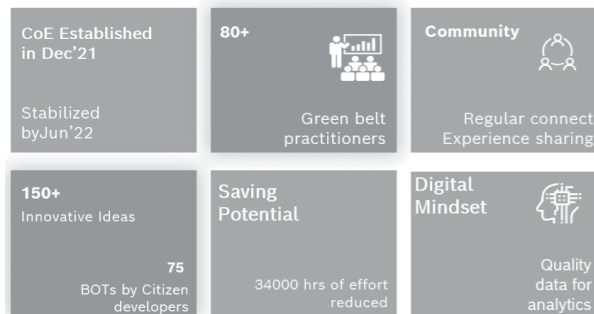 CoE Established
in Dec'21
Stabilized
byJun'22
80+
Green belt
practitioners
Community
Regular connect
Experience sharing
150+
Innovative Ideas
75
BOTs by Citizen
developers
Saving
Potential
34000 hrs of effort
reduced
Digital
Mindset
Quality
data for
analytics